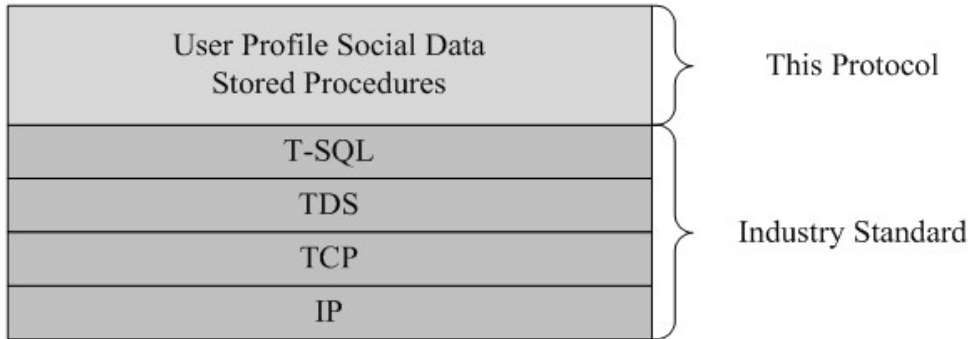 User Profile Social Data
Stored Procedures
This Protocol
T-SQL
TDS
TCP
IP
Industry Standard